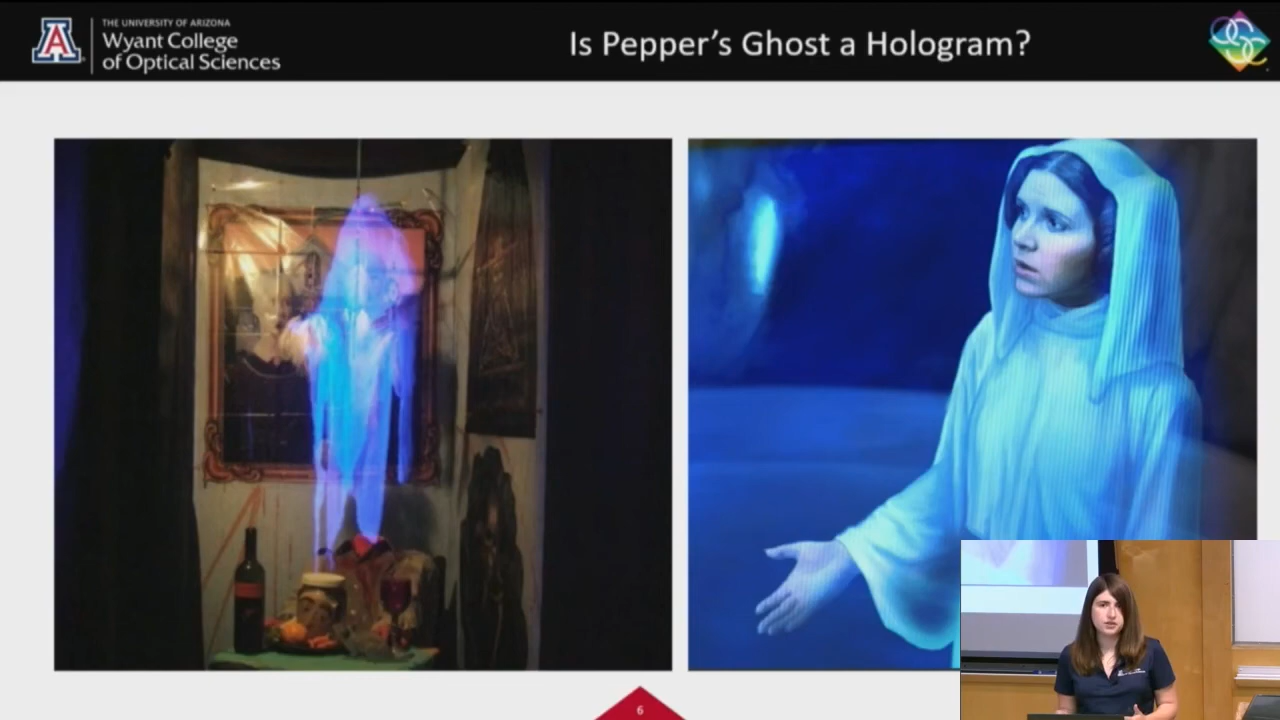 THE UNIVERSITY OF ARIZONA
Wyant College
of Optical Sciences
Is Pepper's Ghost a Hologram?
6